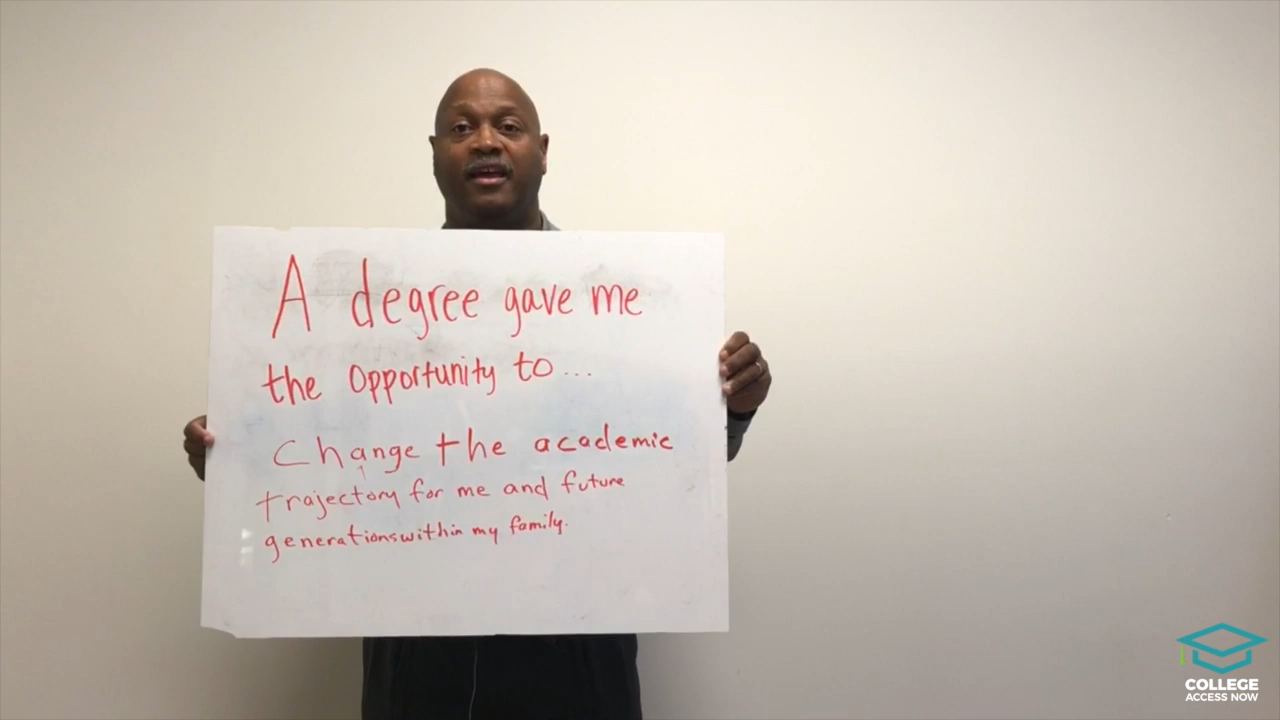 A degree gave me
the opportunity to...
Change the academic
trajectory for me and future
generations within my family.
COLLEGE
ACCESS NOW